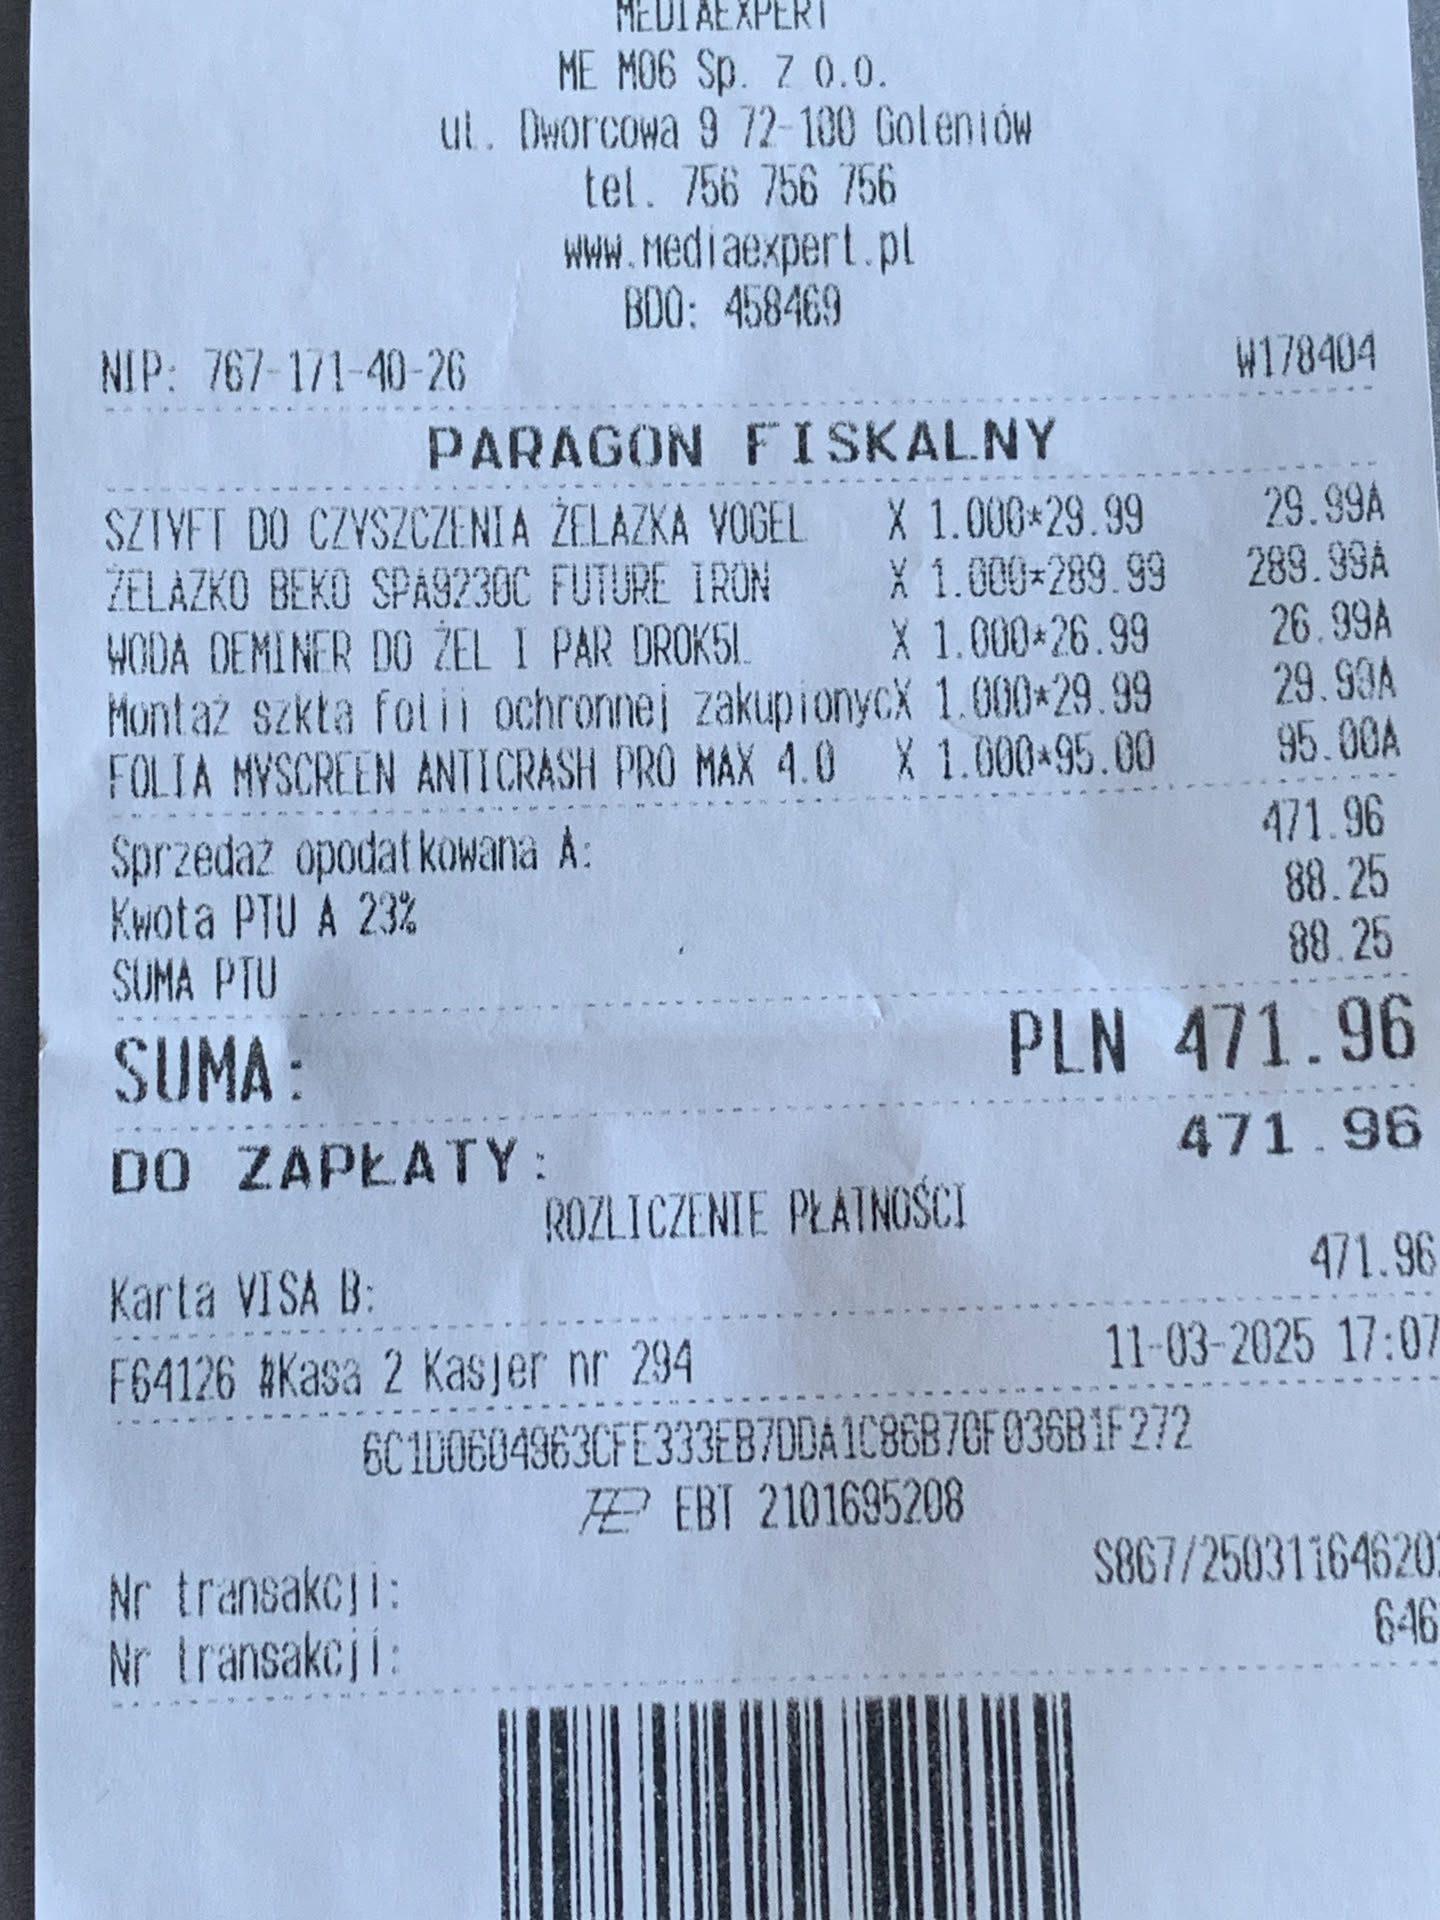 MEDIAEXPERT
ME M06 Sp. z o.o.
ul. Dworcowa 9 72-100 Goleniów
tel. 756 756 756
www.mediaexpert.pl
BDO: 458469
NIP: 767-171-40-26 W178404
PARAGON FISKALNY
SZTYFT DO CZYSZCZENIA ŻELAZKA VOGEL X 1.000*29.99 29.99A
ŻELAZKO BEKO SPA9230C FUTURE IRON X 1.000*289.99 289.99A
WODA DEMINER DO ŻEL I PAR DROK5L X 1.000*26.99 26.99A
Montaż szkła folii ochronnej zakupionycX 1.000*29.99 29.99A
FOLIA MYSCREEN ANTICRASH PRO MAX 4.0 X 1.000*95.00 95.00A
Sprzedaż opodatkowana A: 471.96
Kwota PTU A 23% 88.25
SUMA PTU 88.25
SUMA: PLN 471.96
DO ZAPŁATY: 471.96
ROZLICZENIE PŁATNOŚCI
Karta VISA B: 471.96
F64126 #Kasa 2 Kasjer nr 294 11-03-2025 17:07
6C1D0604963CFE333EB7DDA1C86B70F036B1F272
EBT 2101695208
Nr transakcji: S867/25031164620
Nr transakcji: 646